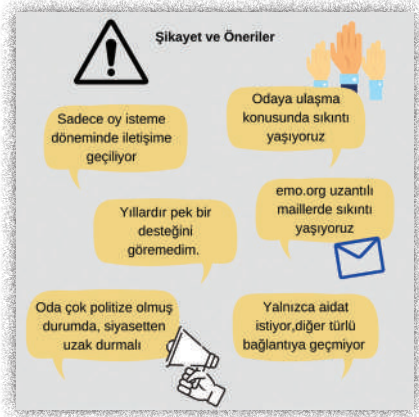 Şikayet ve Öneriler
Sadece oy isteme
döneminde iletişime
geçiliyor
Odaya ulaşma
konusunda sıkıntı
yaşıyoruz
Yıllardır pek bir
desteğini
göremedim.
emo.org uzantılı
maillerde sıkıntı
yaşıyoruz
Oda çok politize olmuş
durumda, siyasetten
uzak durmalı
Yalnızca aidat
istiyor,diğer türlü
bağlantıya geçmiyor